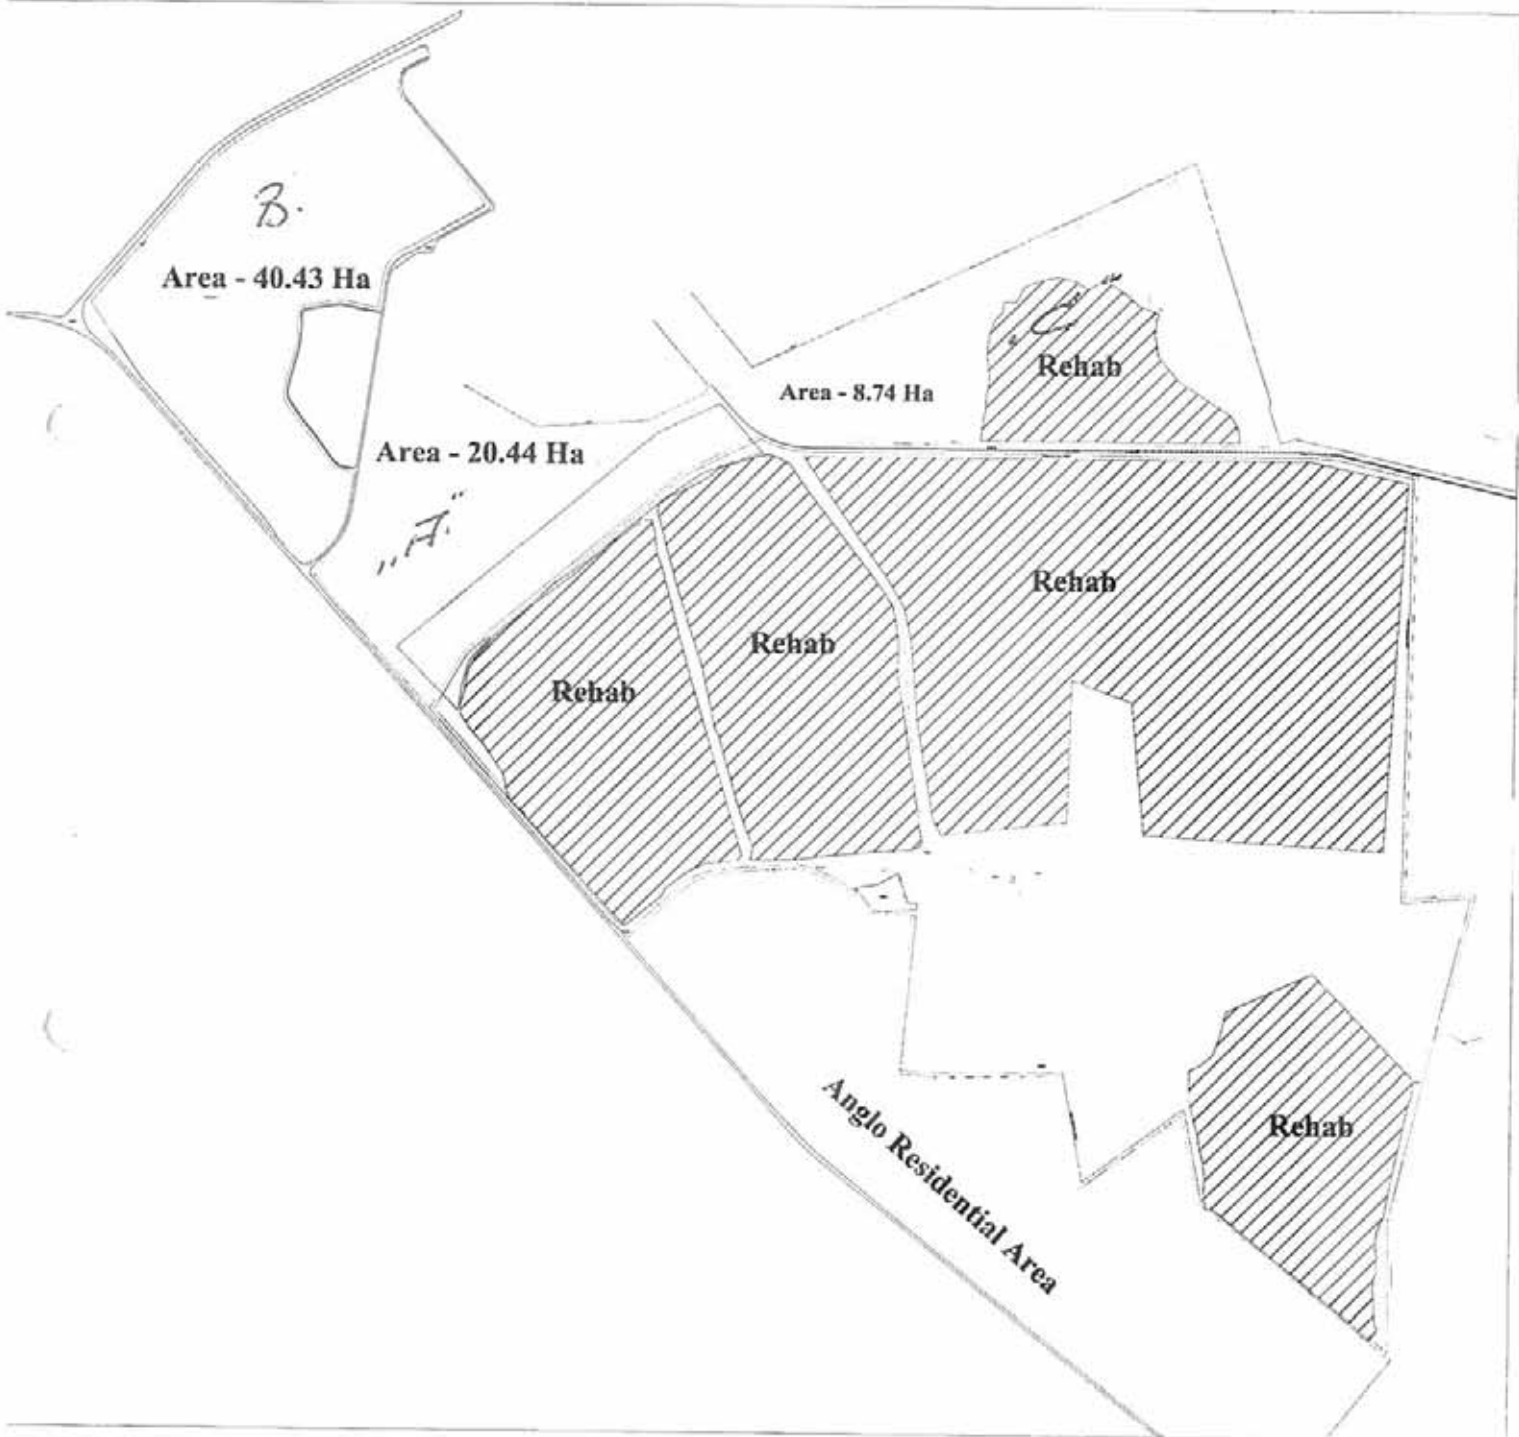 B.
Area - 40.43 Ha
"C"
Rehab
Area - 8.74 Ha
Area - 20.44 Ha
"A"
Rehab
Rehab
Rehab
Anglo Residential Area
Rehab